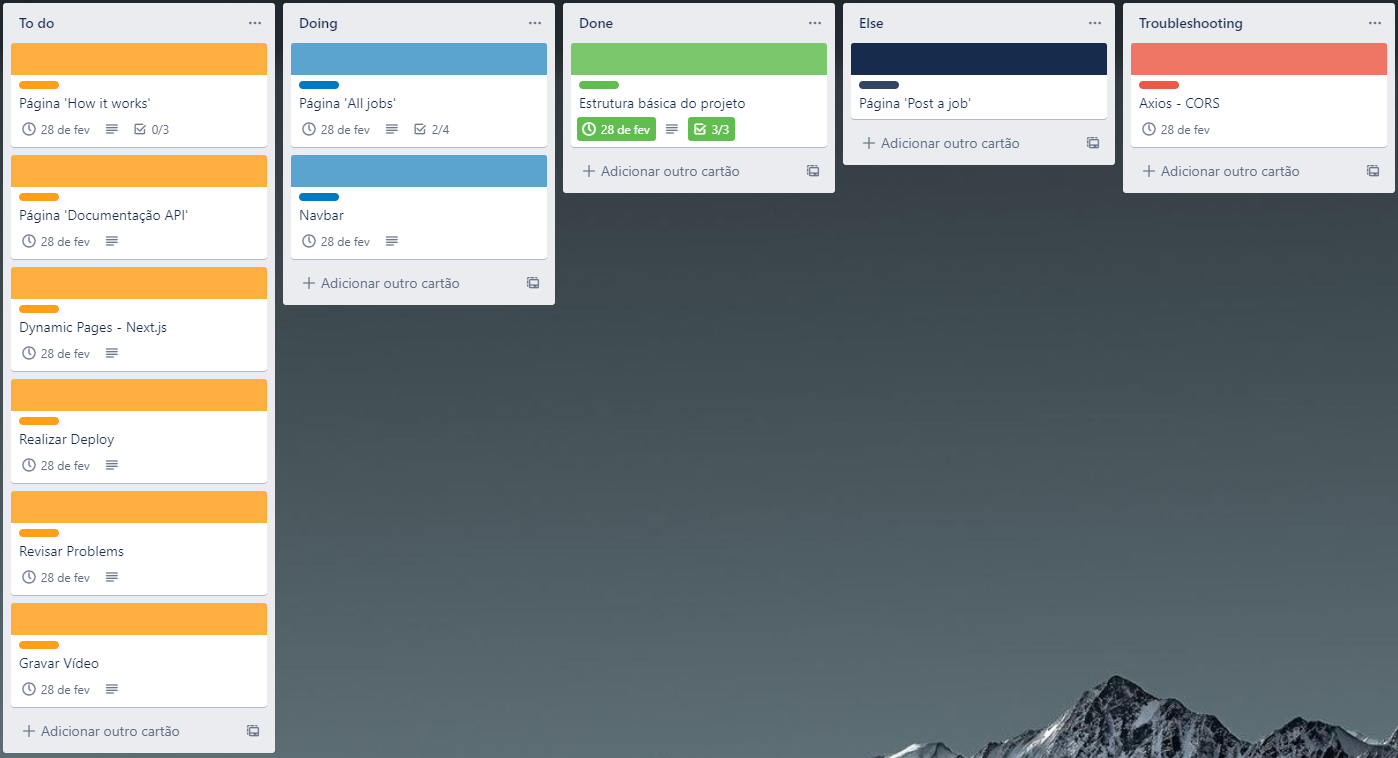 To do
Página 'How it works'
28 de fev 0/3
Página 'Documentação API'
28 de fev
Dynamic Pages - Next.js
28 de fev
Realizar Deploy
28 de fev
Revisar Problems
28 de fev
Gravar Vídeo
28 de fev
Adicionar outro cartão
Doing
Página 'All jobs'
28 de fev 2/4
Navbar
28 de fev
Adicionar outro cartão
Done
Estrutura básica do projeto
28 de fev 3/3
Adicionar outro cartão
Else
Página 'Post a job'
Adicionar outro cartão
Troubleshooting
Axios - CORS
28 de fev
Adicionar outro cartão